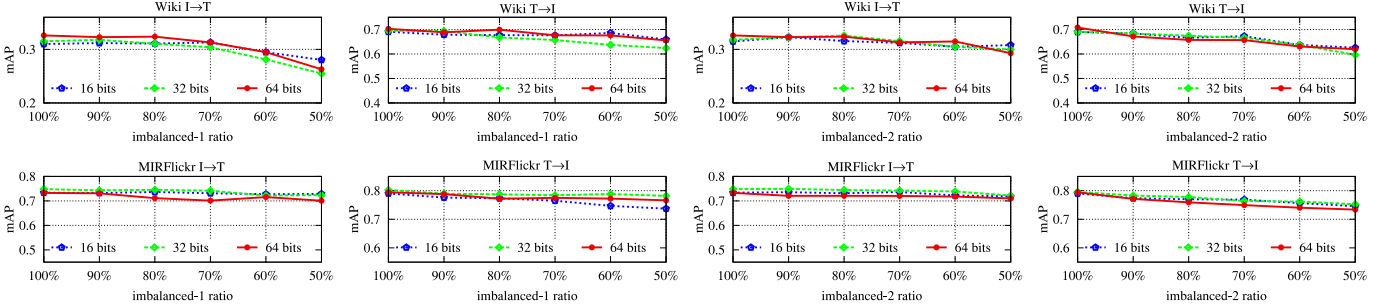 Wiki I→T
mAP
0.3
0.2
16 bits 32 bits 64 bits
100% 90% 80% 70% 60% 50%
imbalanced-1 ratio
Wiki T→I
mAP
0.7
0.6
0.5
0.4
16 bits 32 bits 64 bits
100% 90% 80% 70% 60% 50%
imbalanced-1 ratio
Wiki I→T
mAP
0.3
0.2
16 bits 32 bits 64 bits
100% 90% 80% 70% 60% 50%
imbalanced-2 ratio
Wiki T→I
mAP
0.7
0.6
0.5
0.4
16 bits 32 bits 64 bits
100% 90% 80% 70% 60% 50%
imbalanced-2 ratio
MIRFlickr I→T
mAP
0.8
0.7
0.6
0.5
16 bits 32 bits 64 bits
100% 90% 80% 70% 60% 50%
imbalanced-1 ratio
MIRFlickr T→I
mAP
0.8
0.7
0.6
16 bits 32 bits 64 bits
100% 90% 80% 70% 60% 50%
imbalanced-1 ratio
MIRFlickr I→T
mAP
0.8
0.7
0.6
0.5
16 bits 32 bits 64 bits
100% 90% 80% 70% 60% 50%
imbalanced-2 ratio
MIRFlickr T→I
mAP
0.8
0.7
0.6
16 bits 32 bits 64 bits
100% 90% 80% 70% 60% 50%
imbalanced-2 ratio